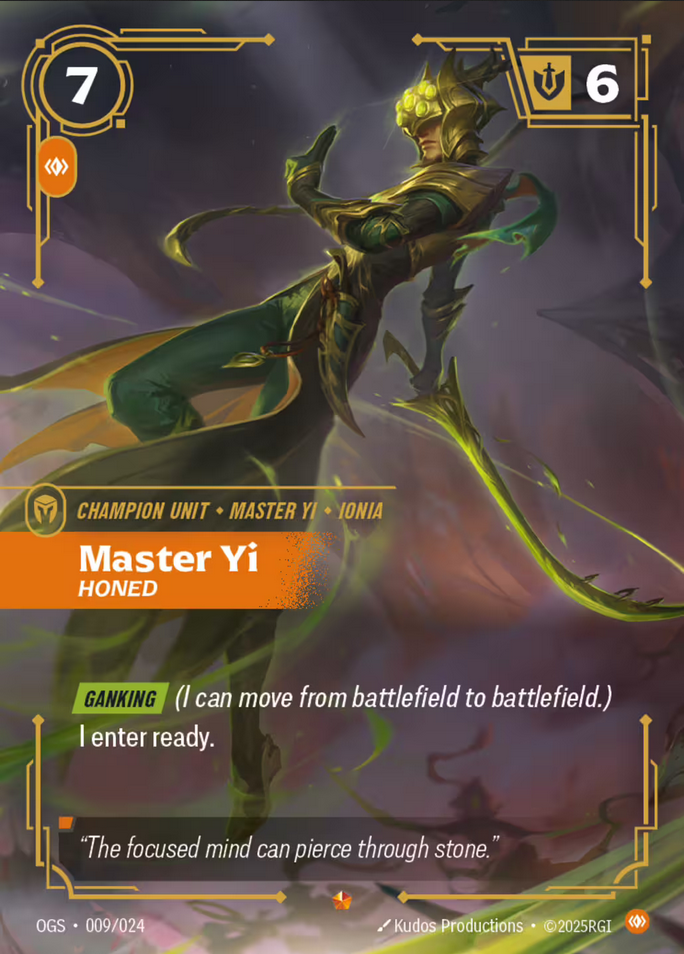 7
6
CHAMPION UNIT • MASTER YI • IONIA
Master Yi
HONED
GANKING (I can move from battlefield to battlefield.)
I enter ready.
“The focused mind can pierce through stone.”
OGS • 009/024
Kudos Productions • ©2025RGI